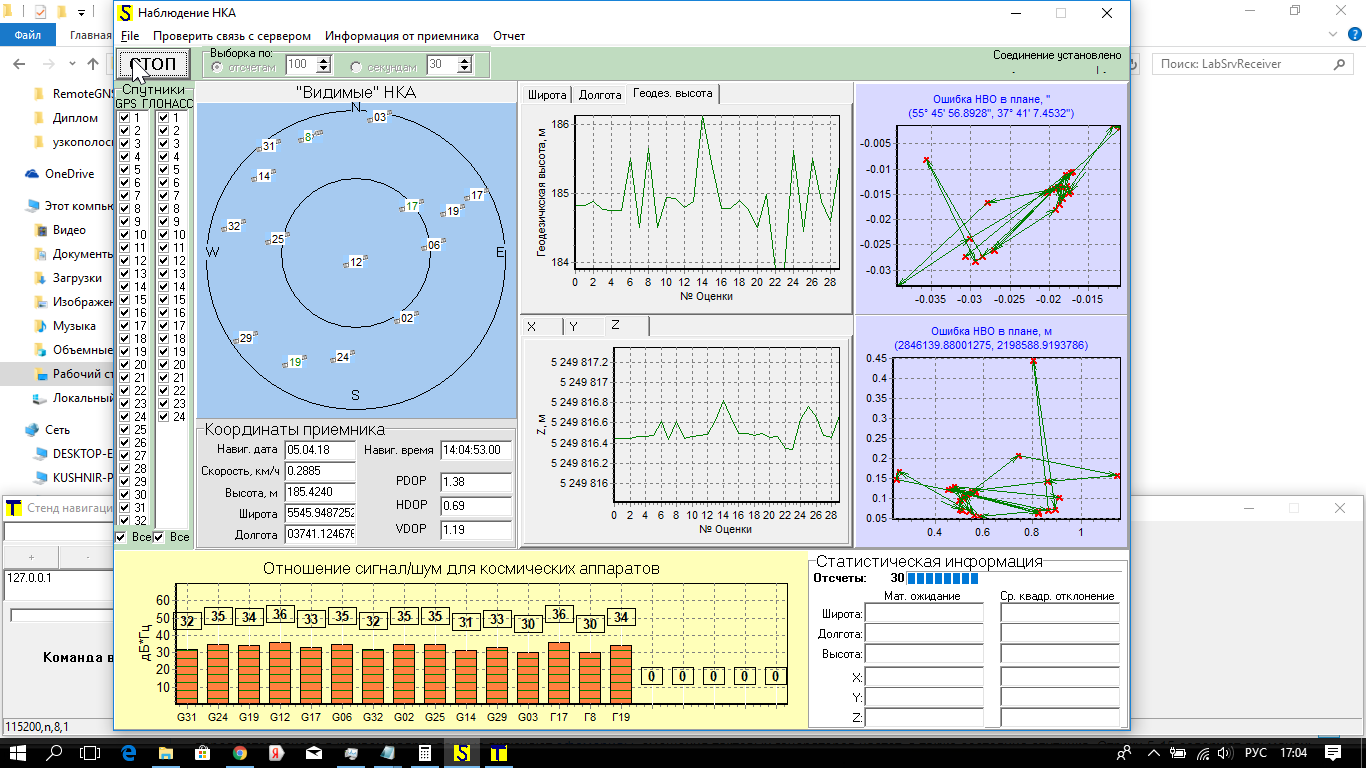 Наблюдение НКА
File Проверить связь с сервером Информация от приемника Отчет
Файл
Главная
СТОП
Выборка по:
отсчетам
100
секундам
30
Соединение установлено
Поиск: LabSrvReceiver
RemoteGN
Диплом
узкополос
OneDrive
Этот компью
Видео
Документь
Загрузки
Изображен
Музыка
Объемные
Рабочий ст
Локальный
Сеть
DESKTOP-E
KUSHNIR-P
Спутники
GPS ГЛОНАСС
1 1
2 2
3 3
4 4
5 5
6 6
7 7
8 8
9 9
10 10
11 11
12 12
13 13
14 14
15 15
16 16
17 17
18 18
19 19
20 20
21 21
22 22
23 23
24 24
25
26
27
28
29
30
31
32
Все Все
"Видимые" НКА
N
03
8
31
14
17
17
19
32
25
06
W
E
12
02
29
24
19
S
Широта Долгота Геодез. высота
Геодезическая высота, м
186
185
184
0 2 4 6 8 10 12 14 16 18 20 22 24 26 28
№ Оценки
X Y Z
Z, м
5 249 817.2
5 249 817
5 249 816.8
5 249 816.6
5 249 816.4
5 249 816.2
5 249 816
0 2 4 6 8 10 12 14 16 18 20 22 24 26 28
№ Оценки
Ошибка НВО в плане, "
(55° 45' 56.8928", 37° 41' 7.4532")
-0.005
-0.01
-0.015
-0.02
-0.025
-0.03
-0.035 -0.03 -0.025 -0.02 -0.015
Ошибка НВО в плане, м
(2846139.88001275, 2198588.9193786)
0.45
0.4
0.35
0.3
0.25
0.2
0.15
0.1
0.05
0.4 0.6 0.8 1
Координаты приемника
Навиг. дата 05.04.18 Навиг. время 14:04:53.00
Скорость, км/ч 0.2885
PDOP 1.38
Высота, м 185.4240
HDOP 0.69
Широта 5545.9487252
VDOP 1.19
Долгота 03741.124676
Стенд навигаци
+ -
127.0.0.1
Команда в
115200,n,8,1
Отношение сигнал/шум для космических аппаратов
дБ*Гц
60
50
40
30
20
10
32 35 34 36 33 35 32 35 35 31 33 30 36 30 34 0 0 0 0 0
G31 G24 G19 G12 G17 G06 G32 G02 G25 G14 G29 G03 Г17 Г8 Г19
Статистическая информация
Отсчеты: 30
Мат. ожидание Ср. квадр. отклонение
Широта:
Долгота:
Высота:
X:
Y:
Z:
РУС 17:04